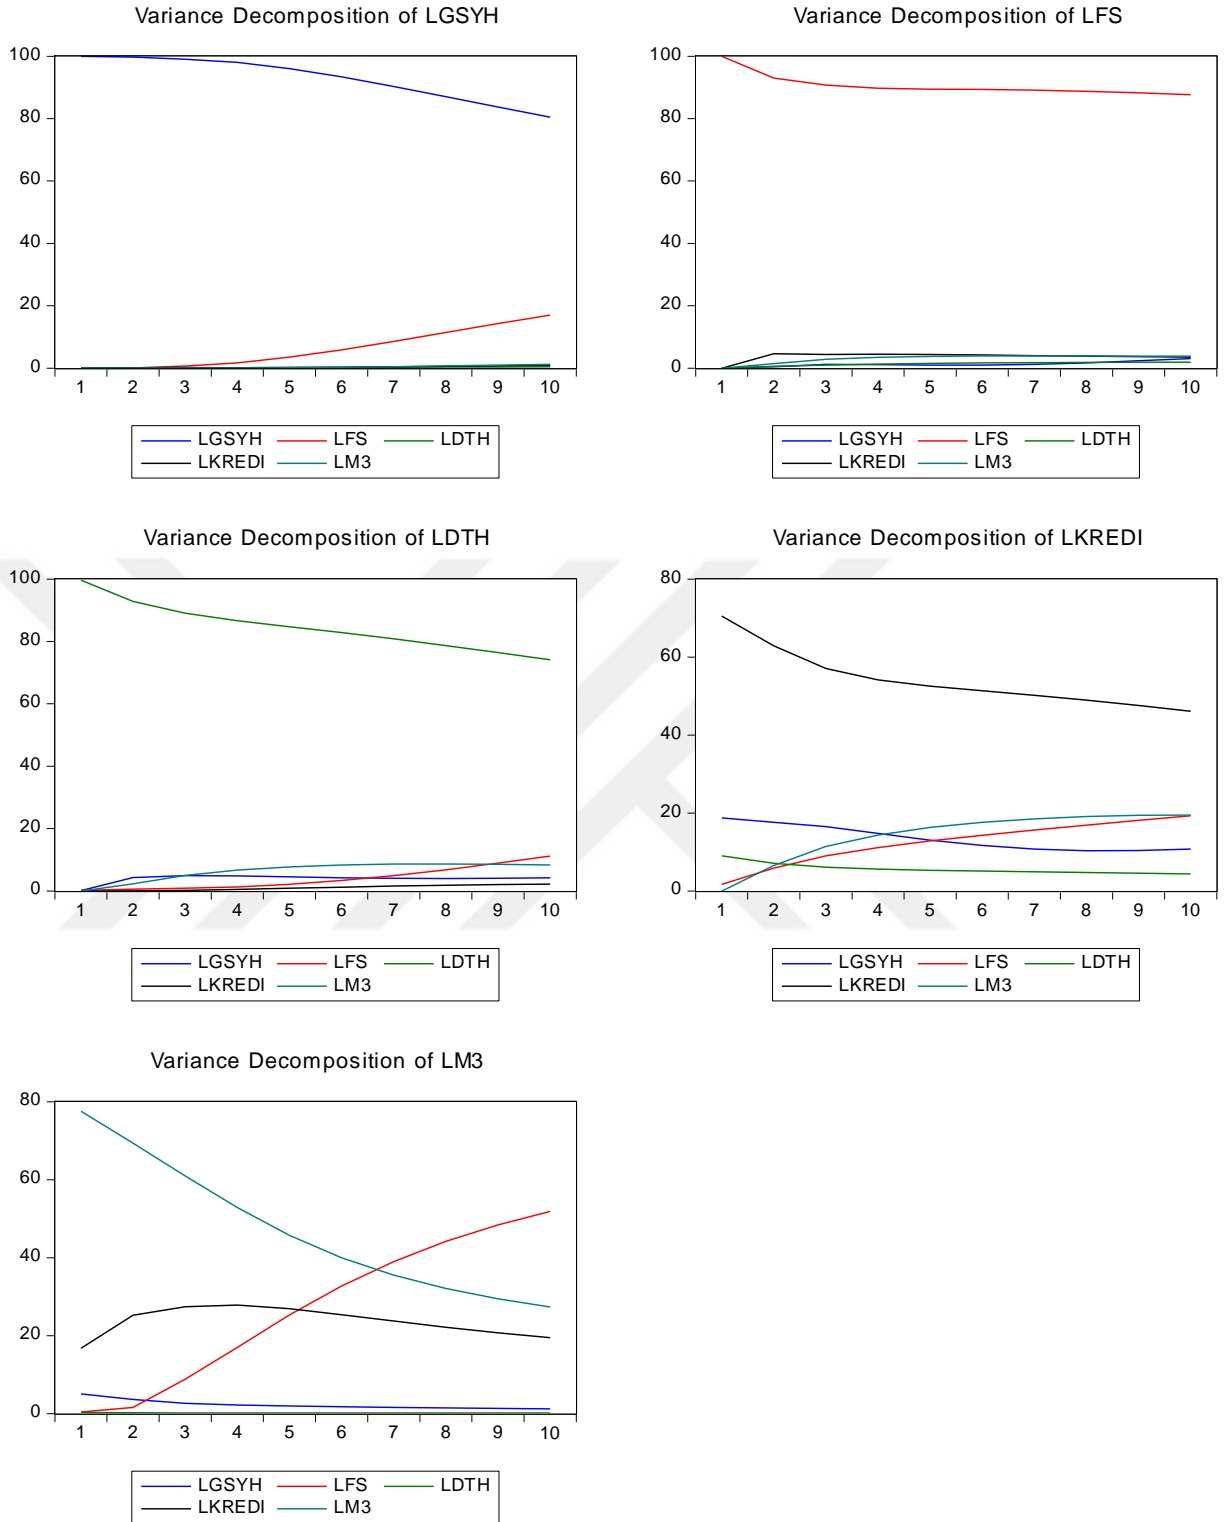 Variance Decomposition of LGSYH
100
80
60
40
20
0
1 2 3 4 5 6 7 8 9 10
LGSYH LFS LDTH
LKREDI LM3
Variance Decomposition of LFS
100
80
60
40
20
0
1 2 3 4 5 6 7 8 9 10
LGSYH LFS LDTH
LKREDI LM3
Variance Decomposition of LDTH
100
80
60
40
20
0
1 2 3 4 5 6 7 8 9 10
LGSYH LFS LDTH
LKREDI LM3
Variance Decomposition of LKREDI
80
60
40
20
0
1 2 3 4 5 6 7 8 9 10
LGSYH LFS LDTH
LKREDI LM3
Variance Decomposition of LM3
80
60
40
20
0
1 2 3 4 5 6 7 8 9 10
LGSYH LFS LDTH
LKREDI LM3